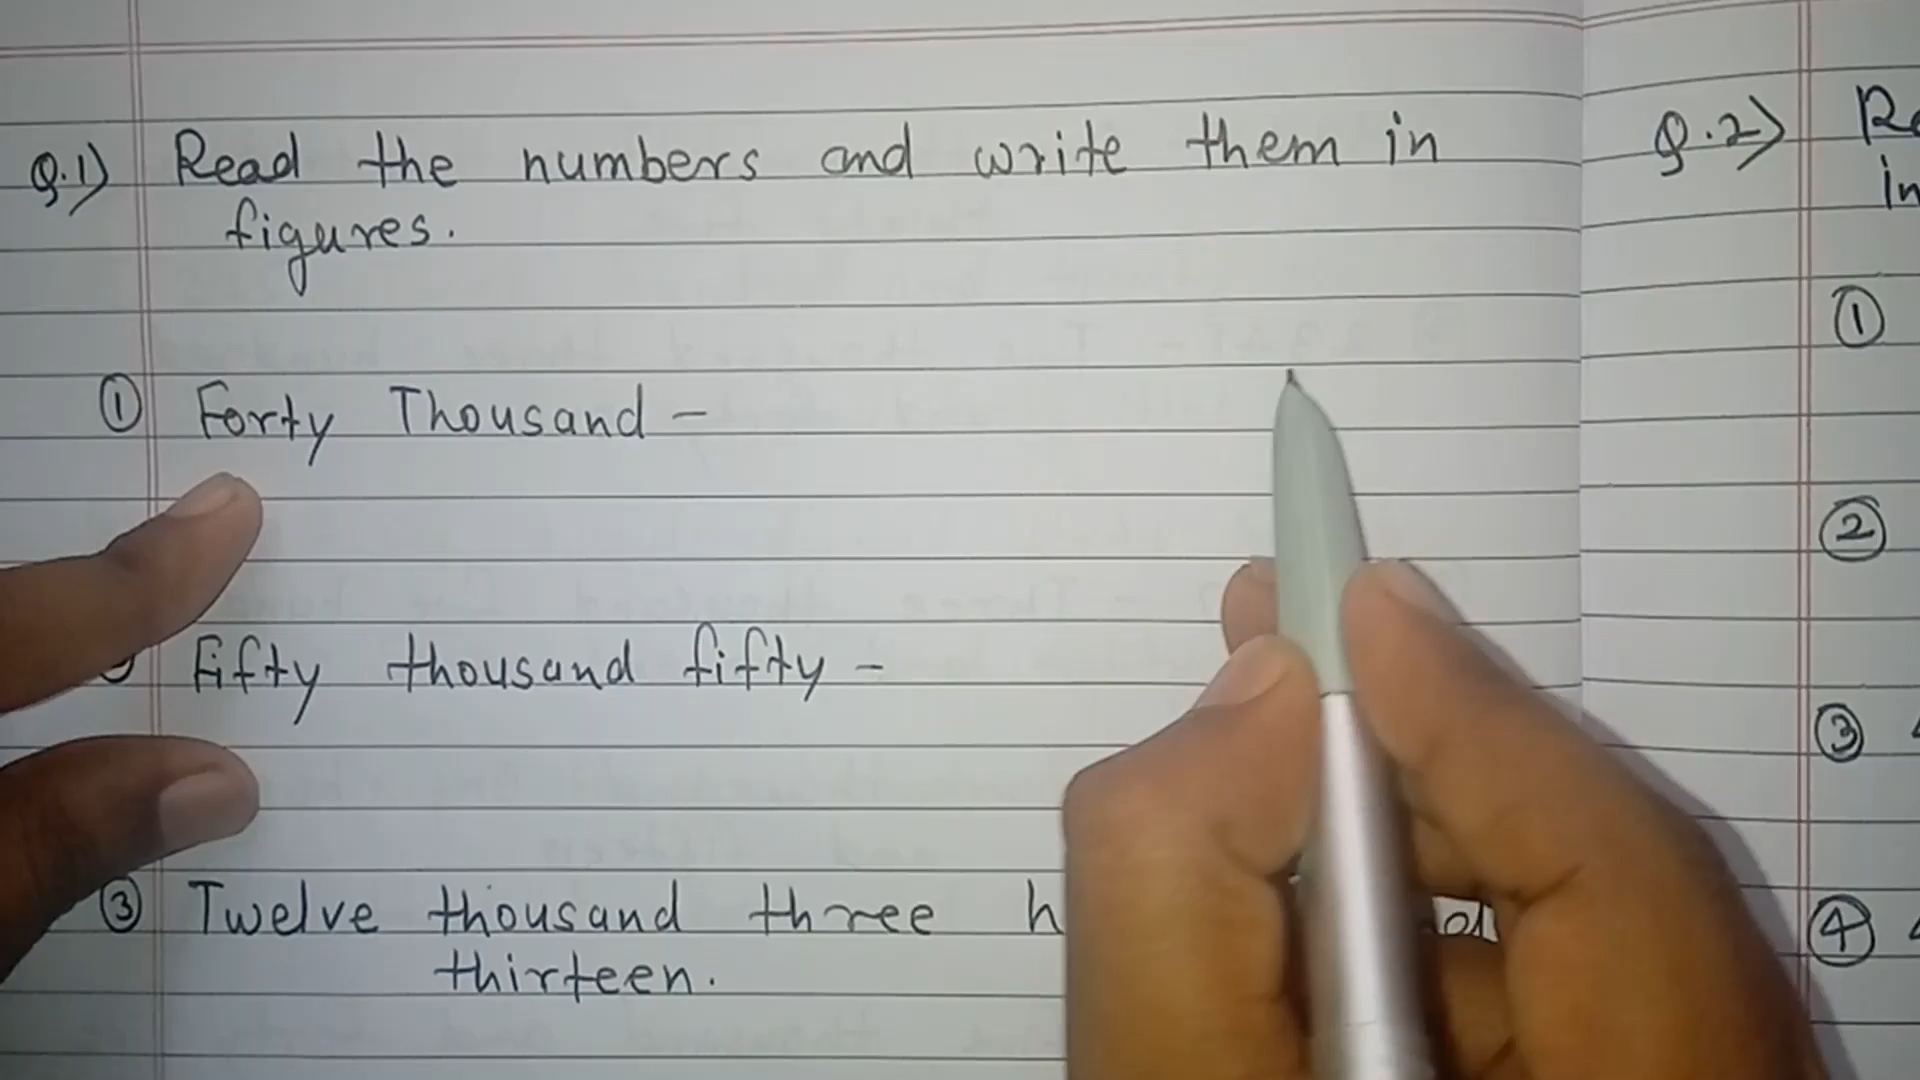 Q.1) Read the numbers and write them in
figures.
① Forty Thousand -
Fifty thousand fifty -
③ Twelve thousand three
thirteen.
Q.2)
in
①
②
③
④